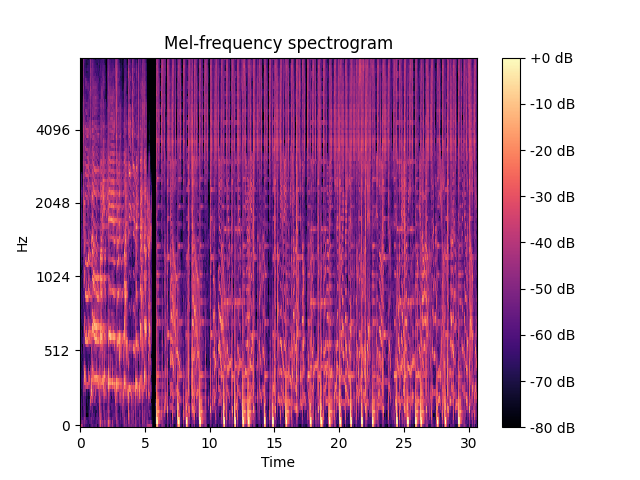 Mel-frequency spectrogram
Hz
4096
2048
1024
512
0
0 5 10 15 20 25 30
Time
+0 dB
-10 dB
-20 dB
-30 dB
-40 dB
-50 dB
-60 dB
-70 dB
-80 dB